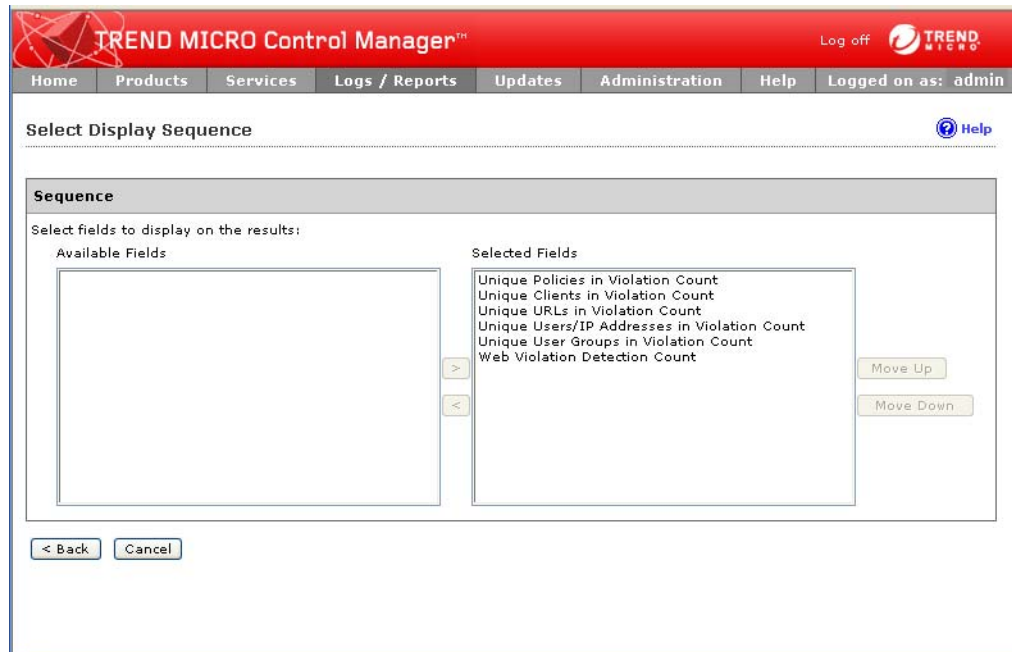 TREND MICRO Control Manager™
Log off
TREND MICRO
Home Products Services Logs / Reports Updates Administration Help Logged on as: admin
Select Display Sequence
Help
Sequence
Select fields to display on the results:
Available Fields
Selected Fields
Unique Policies in Violation Count
Unique Clients in Violation Count
Unique URLs in Violation Count
Unique Users/IP Addresses in Violation Count
Unique User Groups in Violation Count
Web Violation Detection Count
>
<
Move Up
Move Down
< Back
Cancel